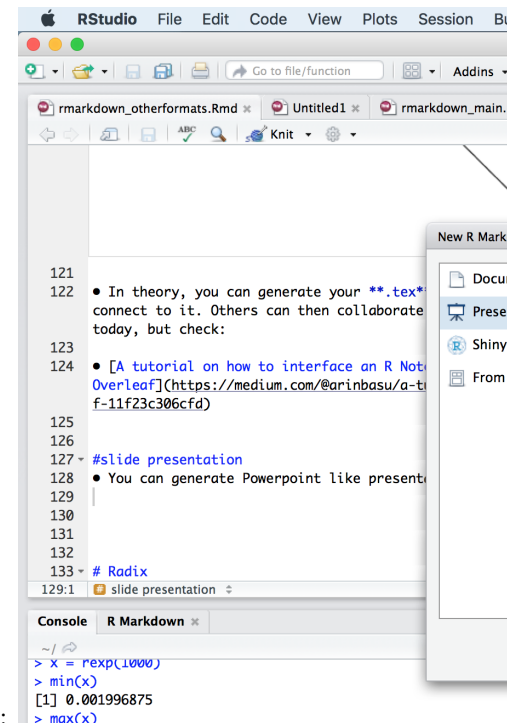 RStudio File Edit Code View Plots Session
Go to file/function Addins
rmarkdown_otherformats.Rmd × Untitled1 × rmarkdown_main.
ABC Knit
New R Mark
121
122 ● In theory, you can generate your **.tex*
connect to it. Others can then collaborate
today, but check:
123
124 ● [A tutorial on how to interface an R Note
Overleaf](https://medium.com/@arinbasu/a-tu
f-11f23c306cfd)
125
126
127 #slide presentation
128 ● You can generate Powerpoint like present
129
130
131
132
133 # Radix
129:1 # slide presentation
Docu
Prese
R Shiny
From
Console R Markdown ×
~/
> x = rexp(1000)
> min(x)
[1] 0.001996875
> max(x)
: